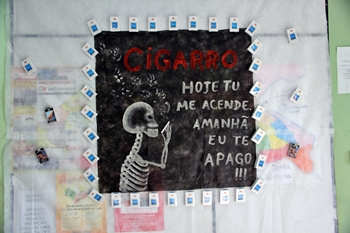 CIGARRO
HOJE TU
ME ACENDE.
AMANHÃ
EU TE
APAGO
!!!